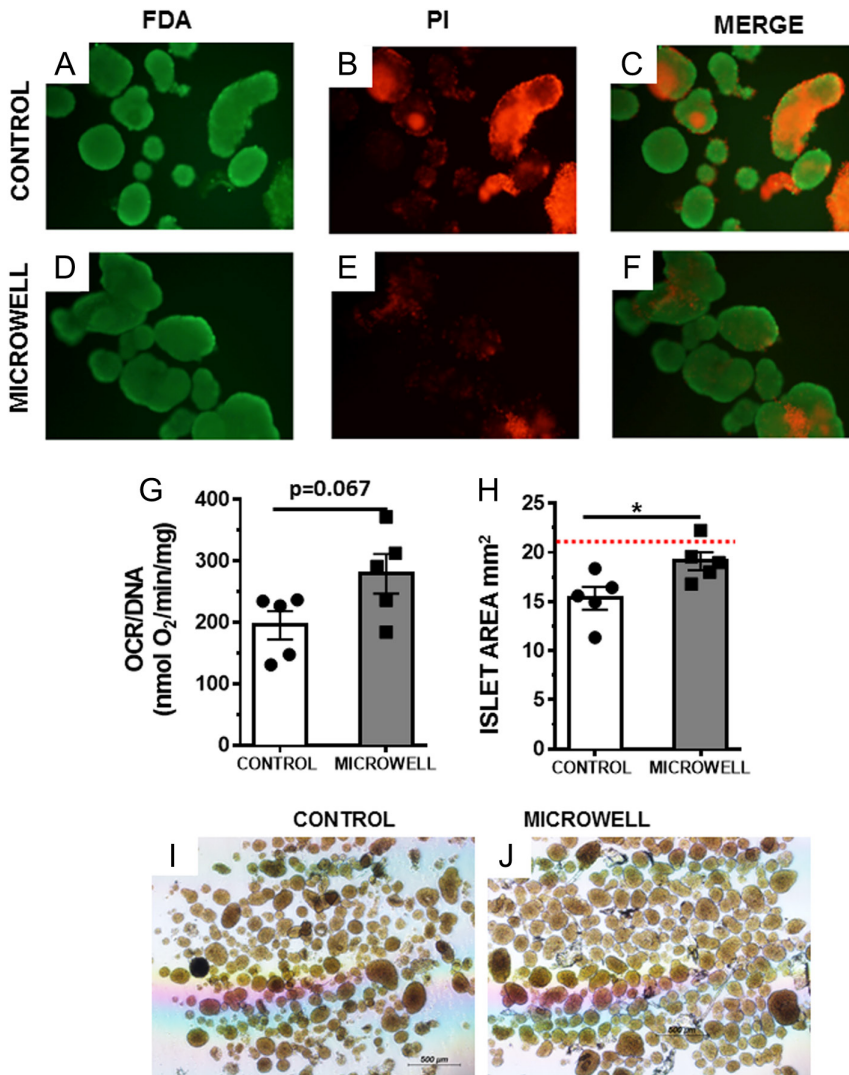 FDA PI MERGE
CONTROL
A B C
MICROWELL
D E F
G
p=0.067
OCR/DNA
(nmol O2/min/mg)
400
300
200
100
0
CONTROL MICROWELL
H
*
ISLET AREA mm²
25
20
15
10
5
0
CONTROL MICROWELL
CONTROL MICROWELL
I J
500 µm
500 µm